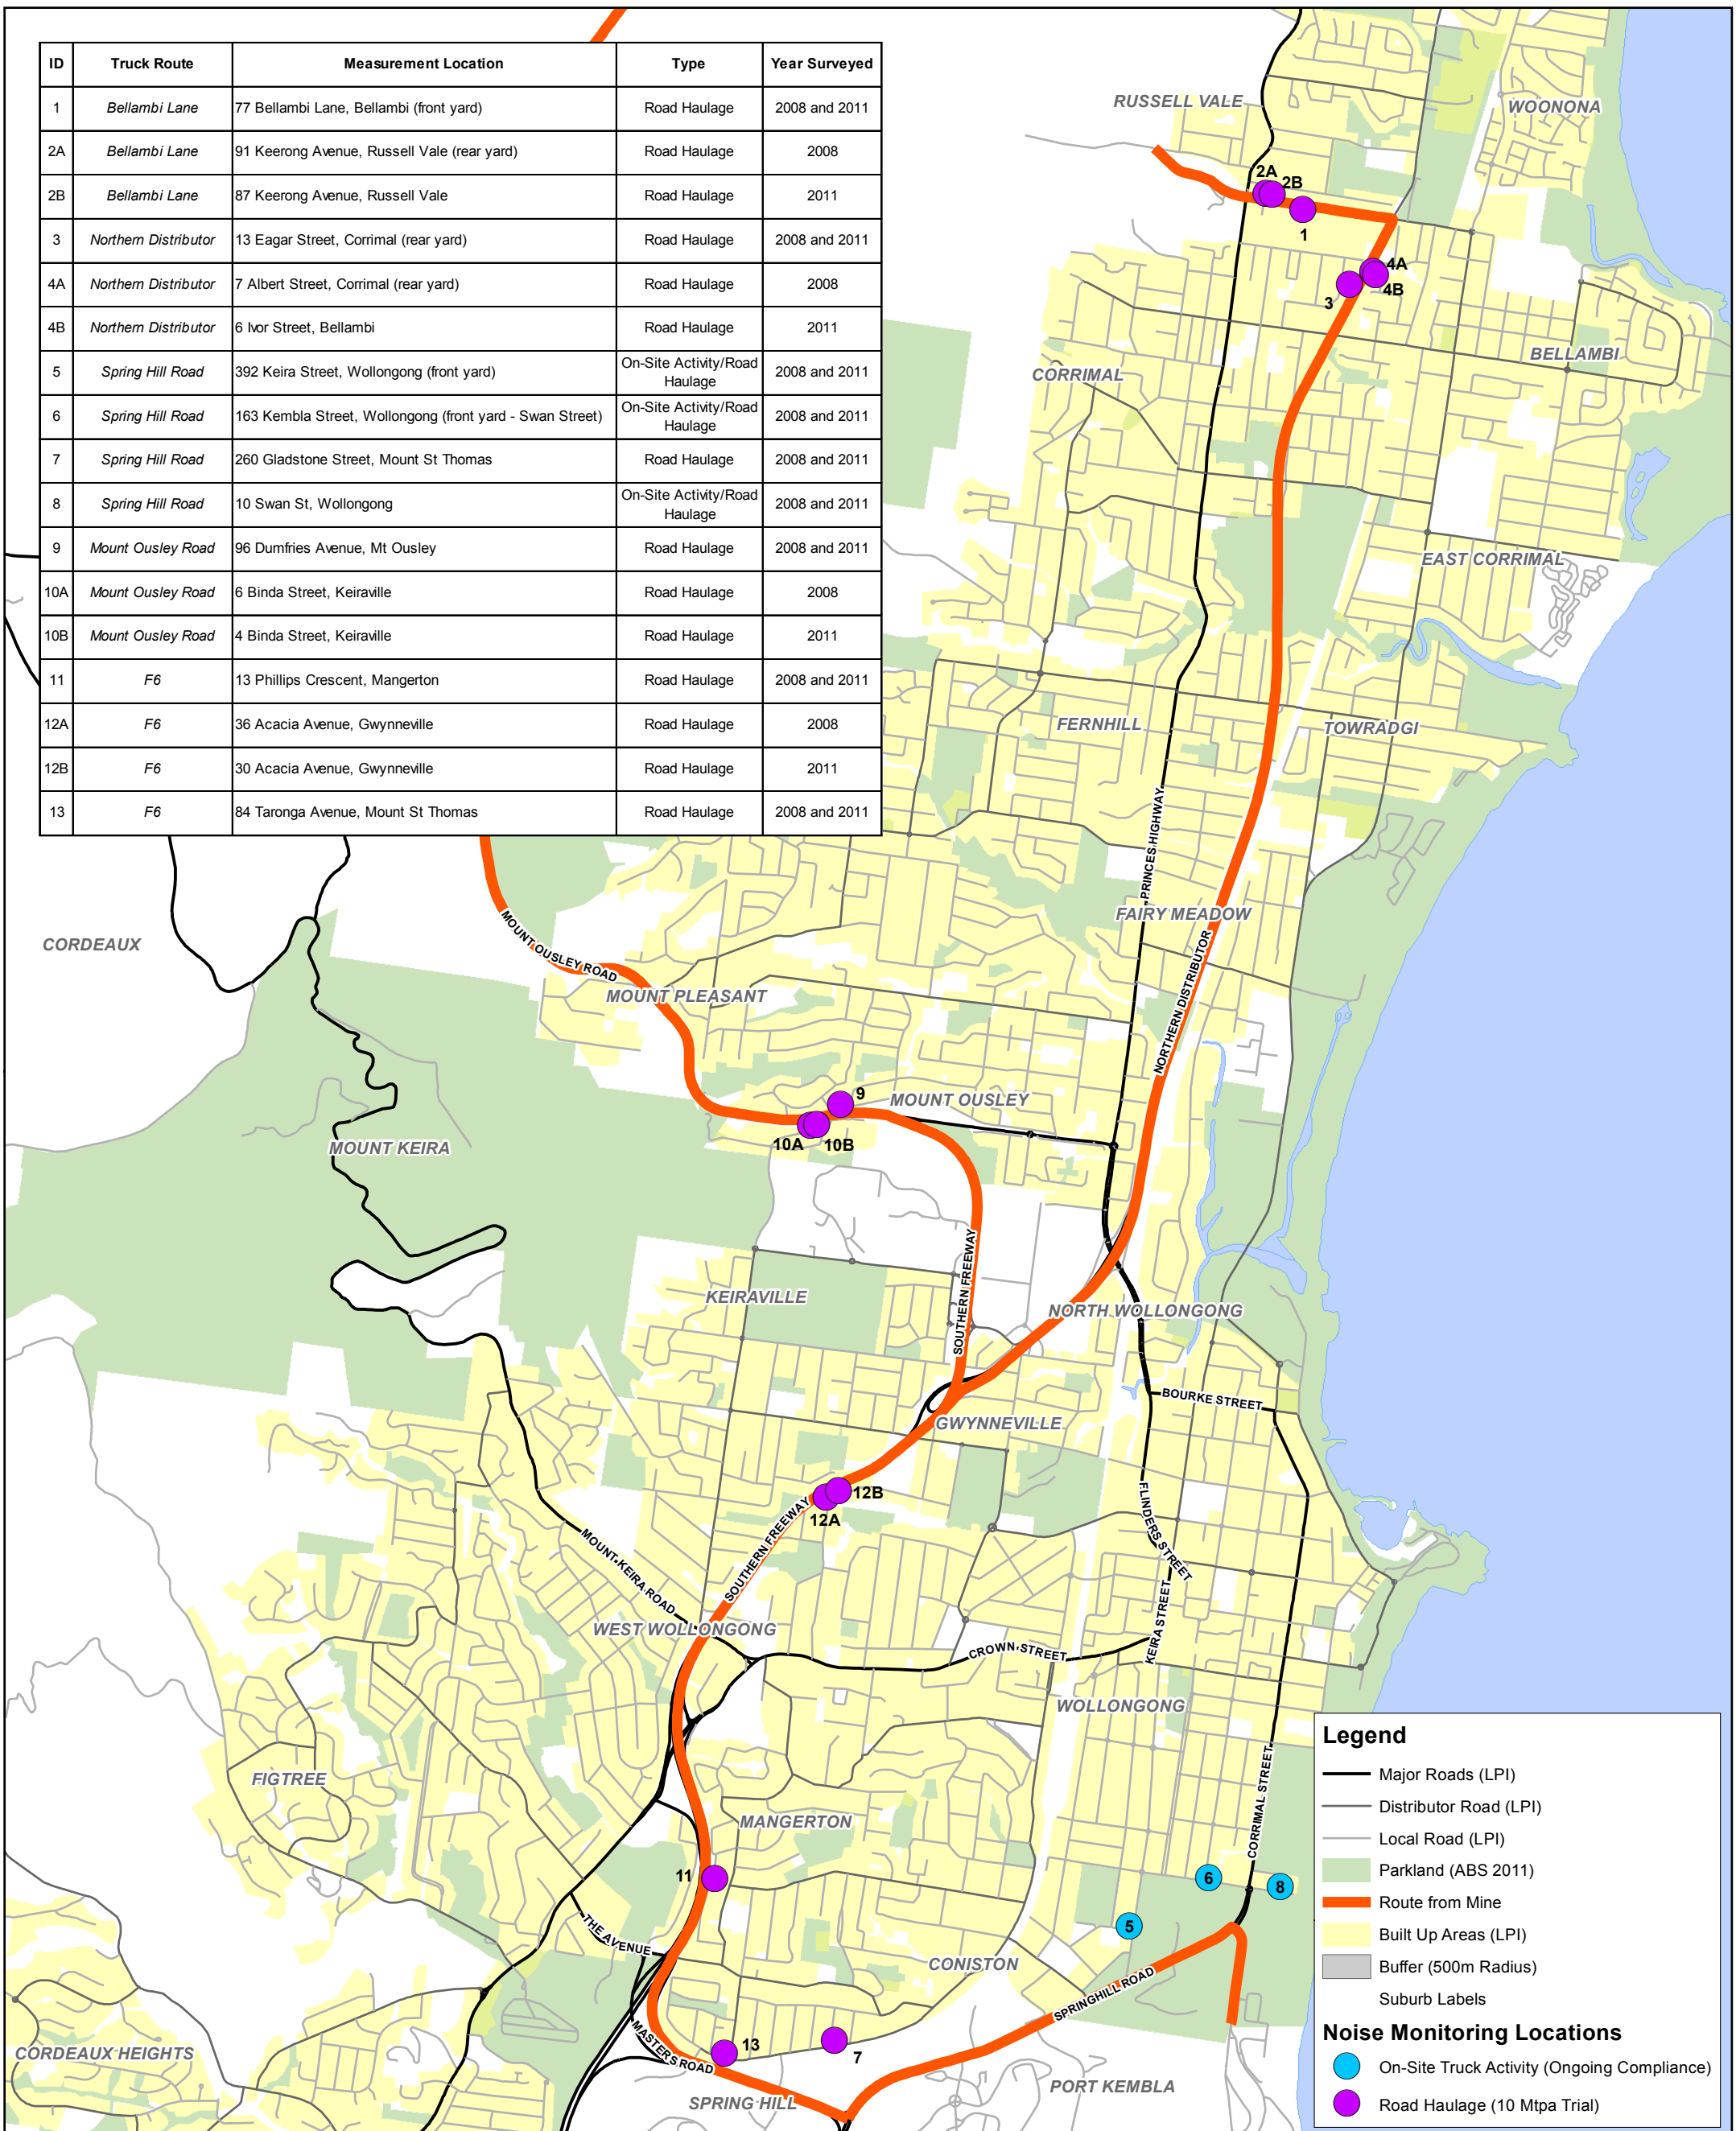 ID Truck Route Measurement Location Type Year Surveyed
1 Bellambi Lane 77 Bellambi Lane, Bellambi (front yard) Road Haulage 2008 and 2011
2A Bellambi Lane 91 Keerong Avenue, Russell Vale (rear yard) Road Haulage 2008
2B Bellambi Lane 87 Keerong Avenue, Russell Vale Road Haulage 2011
3 Northern Distributor 13 Eagar Street, Corrimal (rear yard) Road Haulage 2008 and 2011
4A Northern Distributor 7 Albert Street, Corrimal (rear yard) Road Haulage 2008
4B Northern Distributor 6 Ivor Street, Bellambi Road Haulage 2011
5 Spring Hill Road 392 Keira Street, Wollongong (front yard) On-Site Activity/Road Haulage 2008 and 2011
6 Spring Hill Road 163 Kembla Street, Wollongong (front yard - Swan Street) On-Site Activity/Road Haulage 2008 and 2011
7 Spring Hill Road 260 Gladstone Street, Mount St Thomas Road Haulage 2008 and 2011
8 Spring Hill Road 10 Swan St, Wollongong On-Site Activity/Road Haulage 2008 and 2011
9 Mount Ousley Road 96 Dumfries Avenue, Mt Ousley Road Haulage 2008 and 2011
10A Mount Ousley Road 6 Binda Street, Keiraville Road Haulage 2008
10B Mount Ousley Road 4 Binda Street, Keiraville Road Haulage 2011
11 F6 13 Phillips Crescent, Mangerton Road Haulage 2008 and 2011
12A F6 36 Acacia Avenue, Gwynneville Road Haulage 2008
12B F6 30 Acacia Avenue, Gwynneville Road Haulage 2011
13 F6 84 Taronga Avenue, Mount St Thomas Road Haulage 2008 and 2011
RUSSELL VALE
WOONONA
2A
2B
1
4A
4B
3
BELLAMBI
CORRIMAL
EAST CORRIMAL
FERNHILL
TOWRADGI
PRINCES HIGHWAY
FAIRY MEADOW
CORDEAUX
MOUNT OUSLEY ROAD
MOUNT PLEASANT
NORTHERN DISTRIBUTOR
9
MOUNT OUSLEY
10A
10B
MOUNT KEIRA
SOUTHERN FREEWAY
KEIRAVILLE
NORTH WOLLONGONG
BOURKE STREET
GWYNNEVILLE
12B
12A
FLINDERS STREET
SOUTHERN FREEWAY
MOUNT KEIRA ROAD
KEIRA STREET
WEST WOLLONGONG
CROWN STREET
WOLLONGONG
FIGTREE
MANGERTON
CORRIMAL STREET
11
6
8
5
THE AVENUE
CONISTON
SPRINGHILL ROAD
MASTERS ROAD
13
7
CORDEAUX HEIGHTS
PORT KEMBLA
SPRING HILL
Legend
Major Roads (LPI)
Distributor Road (LPI)
Local Road (LPI)
Parkland (ABS 2011)
Route from Mine
Built Up Areas (LPI)
Buffer (500m Radius)
Suburb Labels
Noise Monitoring Locations
On-Site Truck Activity (Ongoing Compliance)
Road Haulage (10 Mtpa Trial)